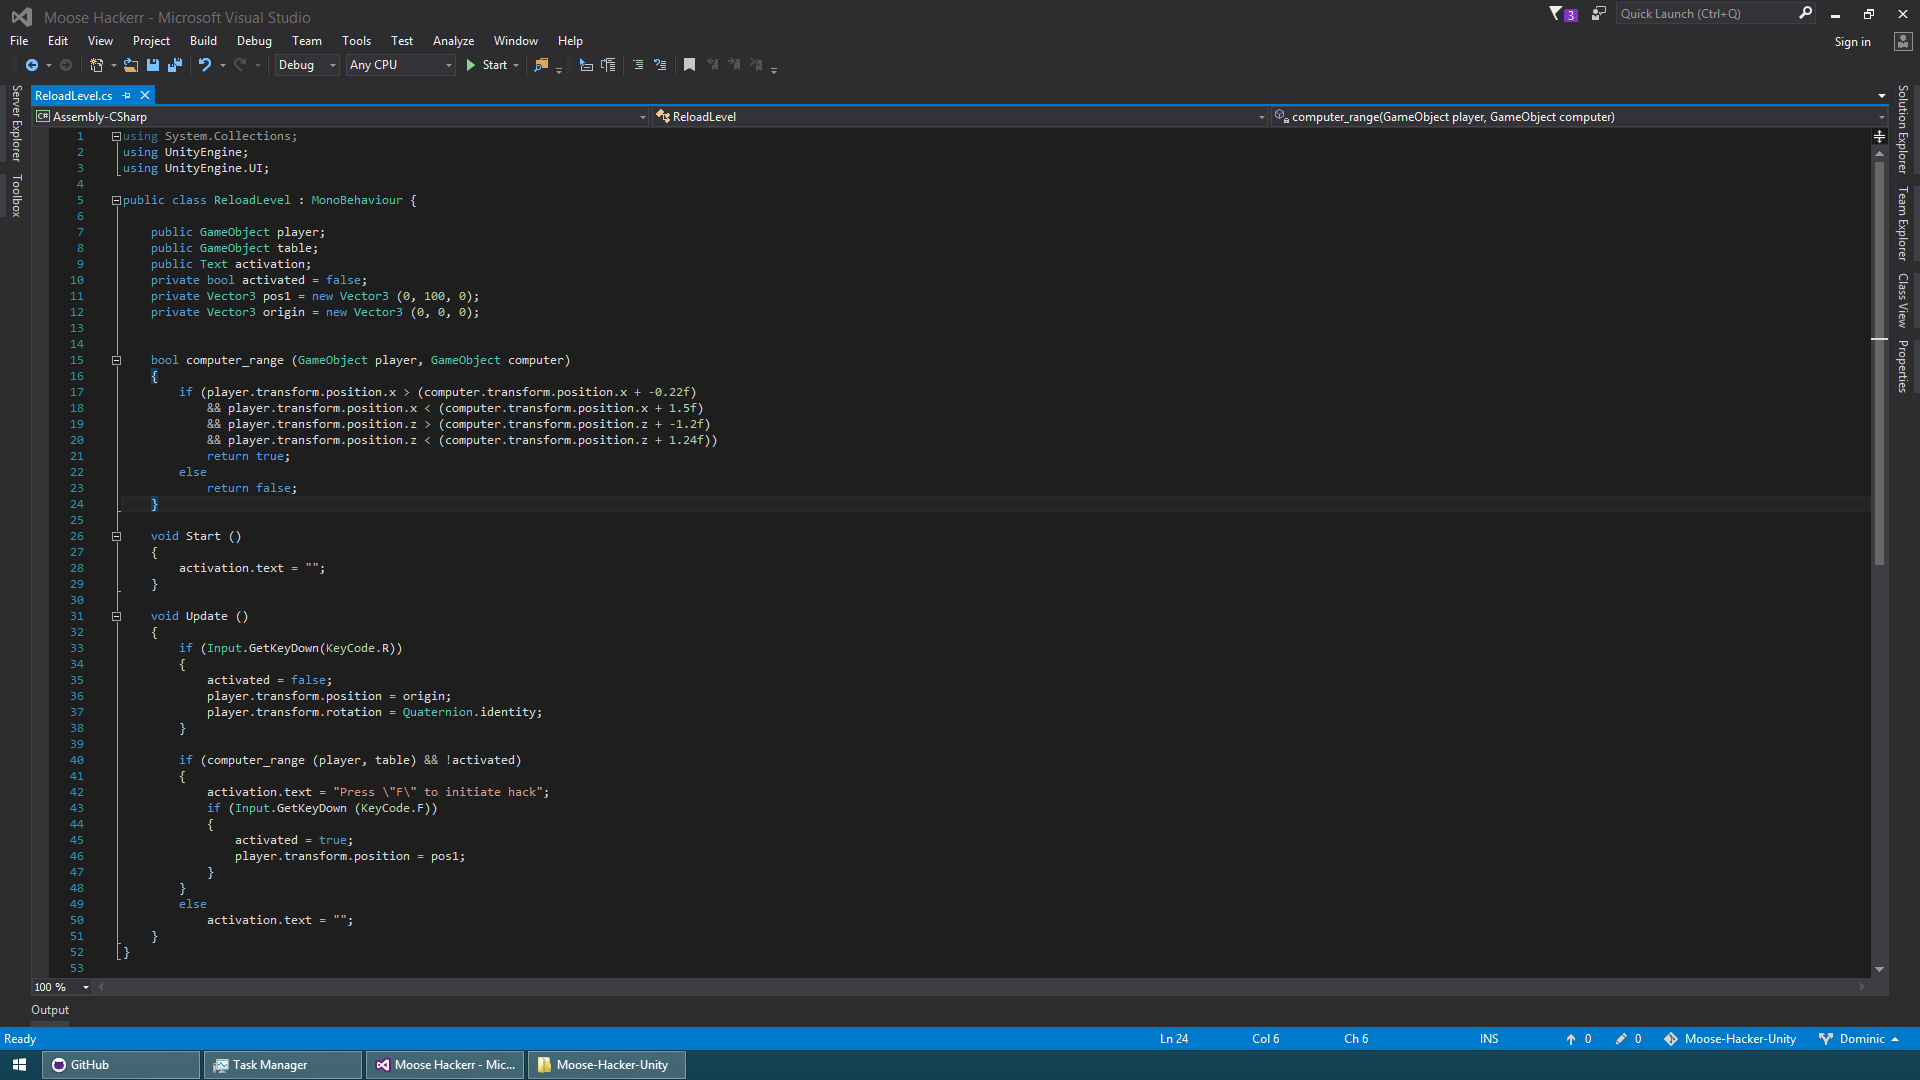 Moose Hackerr - Microsoft Visual Studio
3
Quick Launch (Ctrl+Q)
File Edit View Project Build Debug Team Tools Test Analyze Window Help
Sign in
Debug Any CPU Start
ReloadLevel.cs
Assembly-CSharp ReloadLevel computer_range(GameObject player, GameObject computer)
Server Explorer
Toolbox
1 using System.Collections;
2 using UnityEngine;
3 using UnityEngine.UI;
4
5 public class ReloadLevel : MonoBehaviour {
6
7 public GameObject player;
8 public GameObject table;
9 public Text activation;
10 private bool activated = false;
11 private Vector3 pos1 = new Vector3 (0, 100, 0);
12 private Vector3 origin = new Vector3 (0, 0, 0);
13
14
15 bool computer_range (GameObject player, GameObject computer)
16 {
17 if (player.transform.position.x > (computer.transform.position.x + -0.22f)
18 && player.transform.position.x < (computer.transform.position.x + 1.5f)
19 && player.transform.position.z > (computer.transform.position.z + -1.2f)
20 && player.transform.position.z < (computer.transform.position.z + 1.24f))
21 return true;
22 else
23 return false;
24 }
25
26 void Start ()
27 {
28 activation.text = "";
29 }
30
31 void Update ()
32 {
33 if (Input.GetKeyDown(KeyCode.R))
34 {
35 activated = false;
36 player.transform.position = origin;
37 player.transform.rotation = Quaternion.identity;
38 }
39
40 if (computer_range (player, table) && !activated)
41 {
42 activation.text = "Press \"F\" to initiate hack";
43 if (Input.GetKeyDown (KeyCode.F))
44 {
45 activated = true;
46 player.transform.position = pos1;
47 }
48 }
49 else
50 activation.text = "";
51 }
52 }
53
Solution Explorer
Team Explorer
Class View
Properties
100 %
Output
Ready Ln 24 Col 6 Ch 6 INS 0 0 Moose-Hacker-Unity Dominic
GitHub Task Manager Moose Hackerr - Mic... Moose-Hacker-Unity